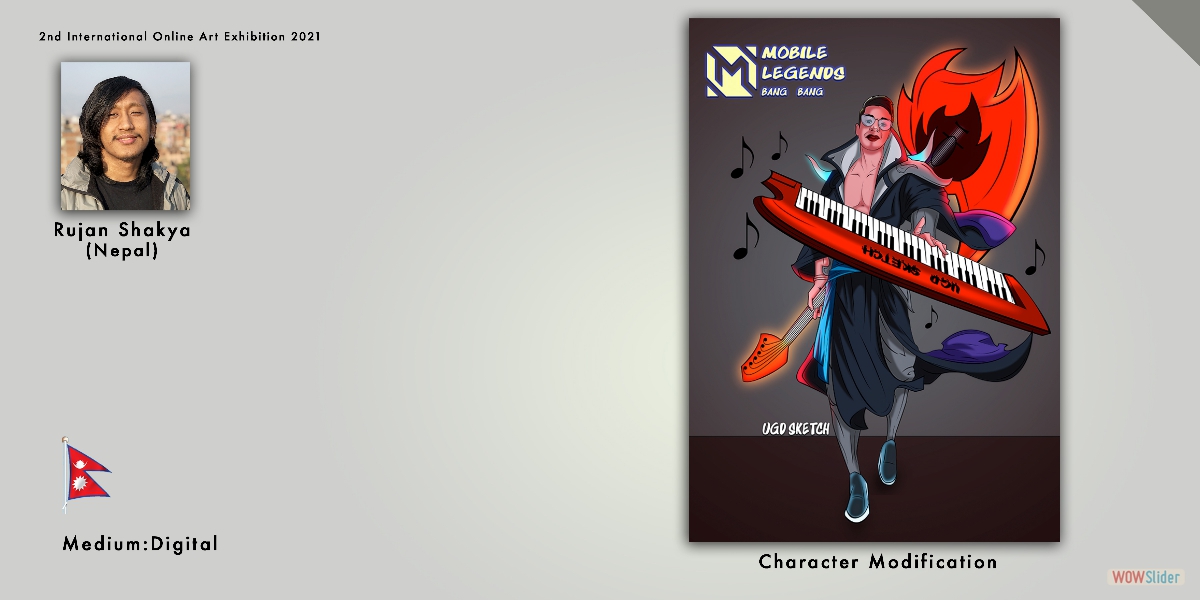 2nd International Online Art Exhibition 2021
Rujan Shakya
(Nepal)
Medium:Digital
MOBILE
LEGENDS
BANG BANG
UGD SKETCH
UGD SKETCH
Character Modification
WOWSlider